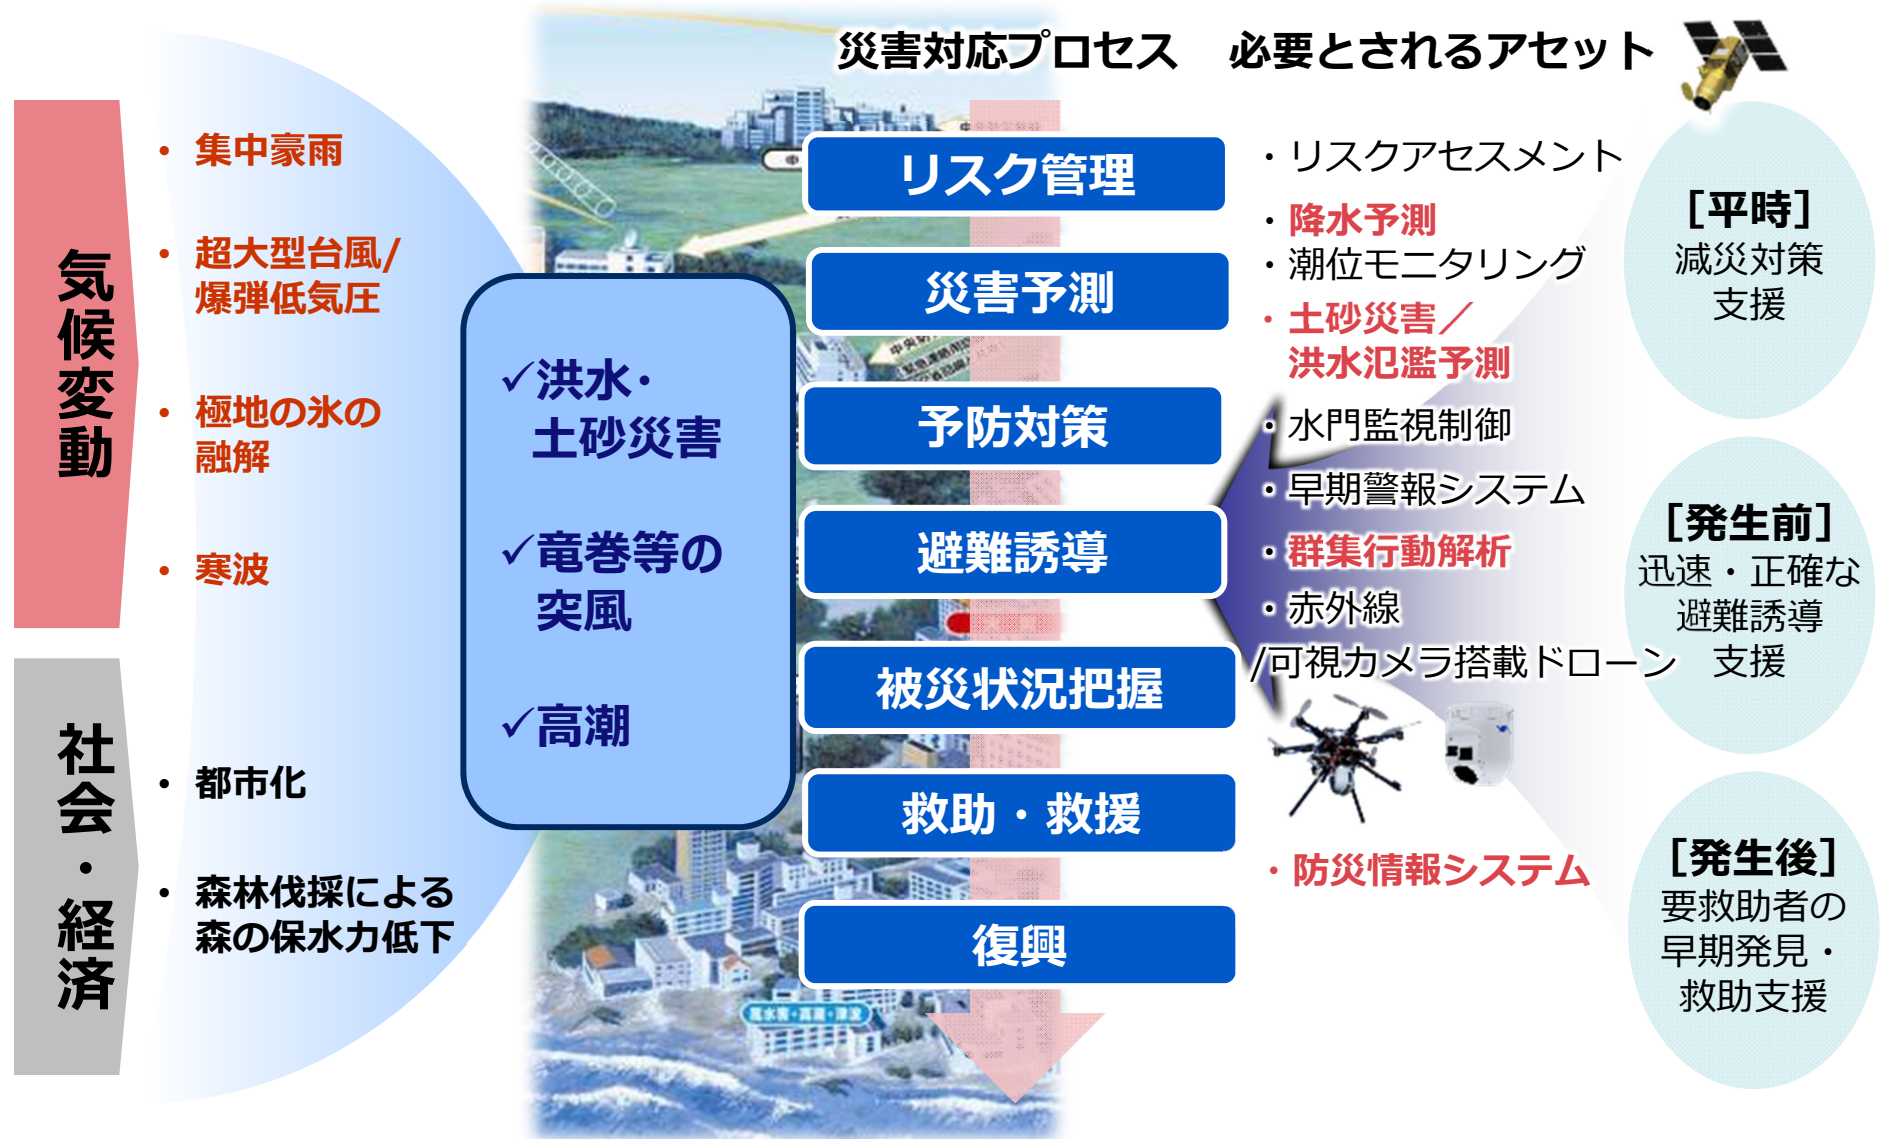 災害対応プロセス
必要とされるアセット
気候変動
・集中豪雨
・超大型台風/
爆弾低気圧
・極地の氷の
融解
・寒波
社会・経済
・都市化
・森林伐採による
森の保水力低下
✓洪水・
土砂災害
✓竜巻等の
突風
✓高潮
リスク管理
災害予測
予防対策
避難誘導
被災状況把握
救助・救援
復興
風水害・高潮・津波
・リスクアセスメント
・降水予測
・潮位モニタリング
・土砂災害／
洪水氾濫予測
・水門監視制御
・早期警報システム
・群集行動解析
・赤外線
/可視カメラ搭載ドローン
・防災情報システム
［平時］
減災対策
支援
［発生前］
迅速・正確な
避難誘導
支援
［発生後］
要救助者の
早期発見・
救助支援